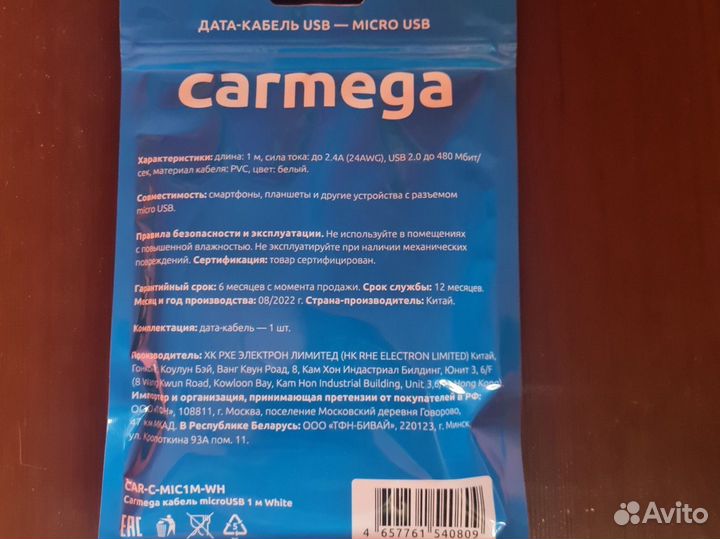 ДАТА-КАБЕЛЬ USB — MICRO USB
carmega
Характеристики: длина: 1 м, сила тока: до 2.4А (24AWG), USB 2.0 до 480 Мбит/
сек, материал кабеля: PVC, цвет: белый.
Совместимость: смартфоны, планшеты и другие устройства с разъемом
micro USB.
Правила безопасности и эксплуатации. Не используйте в помещениях
с повышенной влажностью. Не эксплуатируйте при наличии механических
повреждений. Сертификация: товар сертифицирован.
Гарантийный срок: 6 месяцев с момента продажи. Срок службы: 12 месяцев.
Месяц и год производства: 08/2022 г. Страна-производитель: Китай.
Комплектация: дата-кабель — 1 шт.
Производитель: ХК РХЕ ЭЛЕКТРОН ЛИМИТЕД (HK RHE ELECTRON LIMITED) Китай,
Гонконг, Коулун Бэй, Ванг Квун Роад, 8, Кам Хон Индастриал Билдинг, Юнит 3, 6/F
(8 Wang Kwun Road, Kowloon Bay, Kam Hon Industrial Building, Unit 3,6/F Hong Kong)
Импортер и организация, принимающая претензии от покупателей в РФ:
ООО «ТФН», 108811, г. Москва, поселение Московский деревня Говорово,
47 км МКАД. В Республике Беларусь: ООО «ТФН-БИВАЙ», 220123, г. Минск,
ул. Кропоткина 93А пом. 11.
CAR-C-MIC1M-WH
Carmega кабель microUSB 1 м White
EAC
5
4 657761 540809
Avito